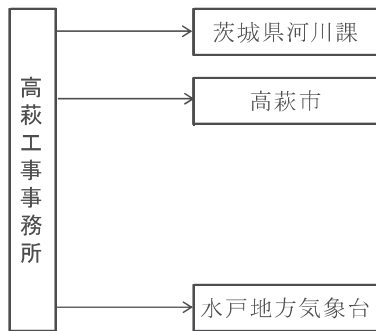 高萩工事事務所
茨城県河川課
高萩市
水戸地方気象台